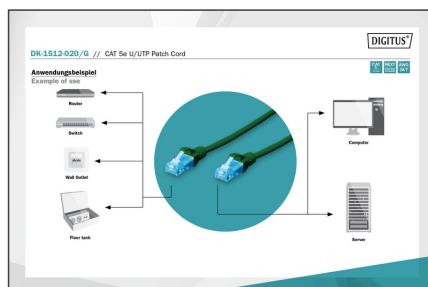 DIGITUS®
DK-1512-020/G // CAT 5e U/UTP Patch Cord
Anwendungsbeispiel
Example of use
Router
Switch
Wall Outlet
Floor tank
Computer
Server